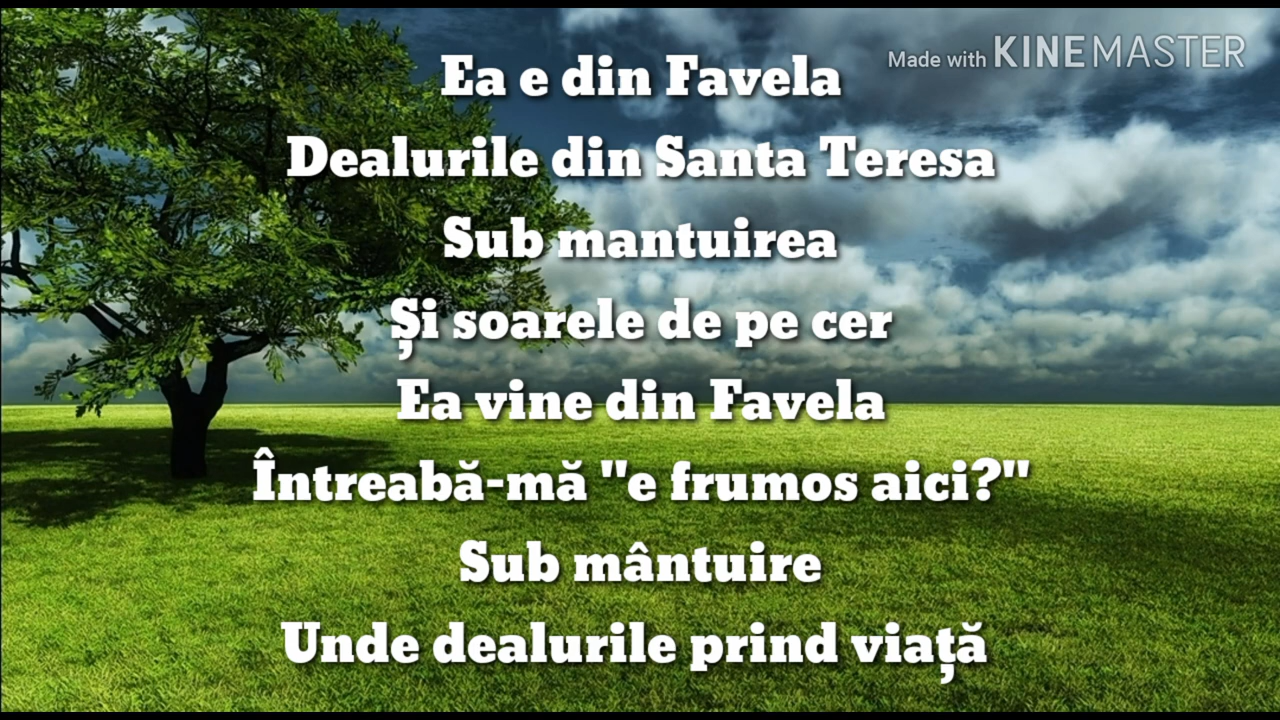 Made with KINEMASTER
Ea e din Favela
Dealurile din Santa Teresa
Sub mantuirea
Și soarele de pe cer
Ea vine din Favela
Întreabă-mă "e frumos aici?"
Sub mântuire
Unde dealurile prind viață